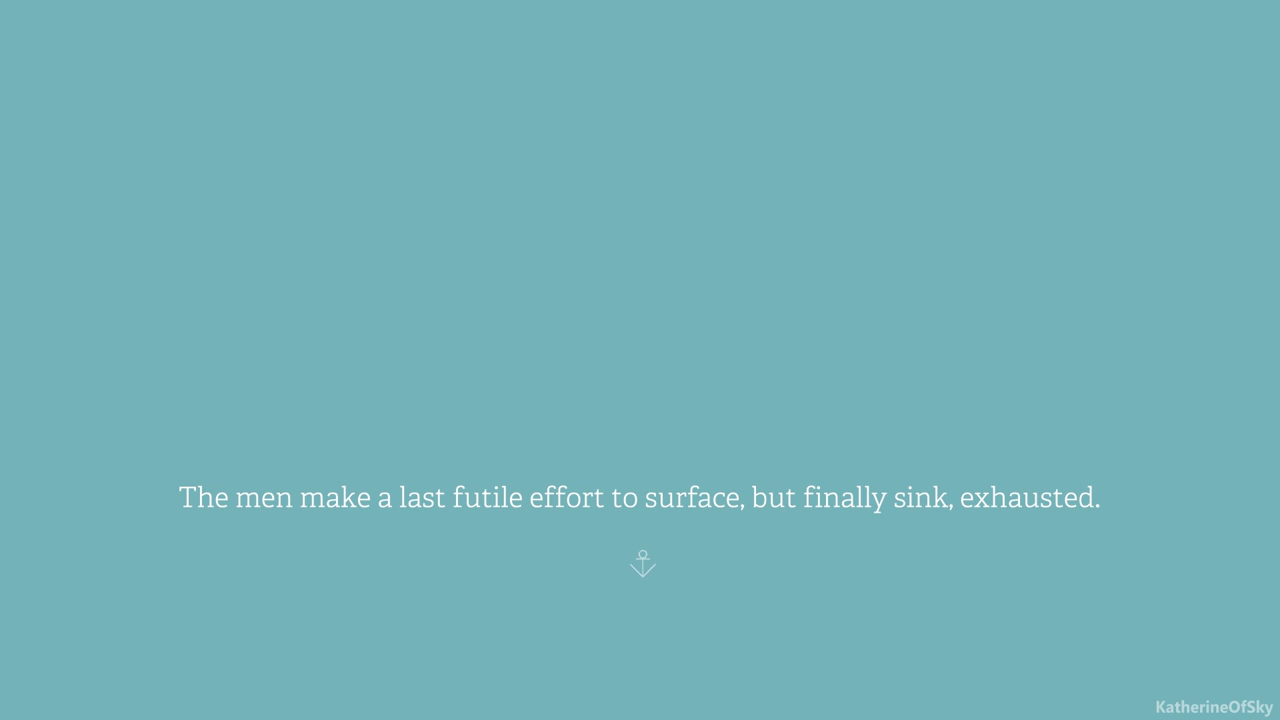 The men make a last futile effort to surface, but finally sink, exhausted.
KatherineOfSky